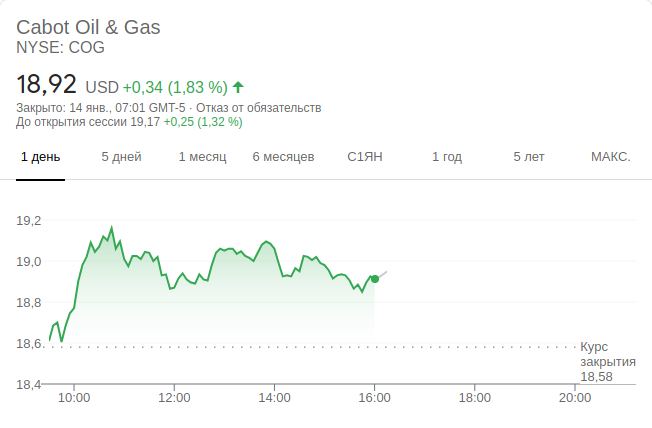 Cabot Oil & Gas
NYSE: COG
18,92 USD +0,34 (1,83 %)
Закрыто: 14 янв., 07:01 GMT-5 · Отказ от обязательств
До открытия сессии 19,17 +0,25 (1,32 %)
1 день 5 дней 1 месяц 6 месяцев С1ЯН 1 год 5 лет МАКС.
19,2
19,0
18,8
18,6
18,4
Курс
закрытия
18,58
10:00 12:00 14:00 16:00 18:00 20:00